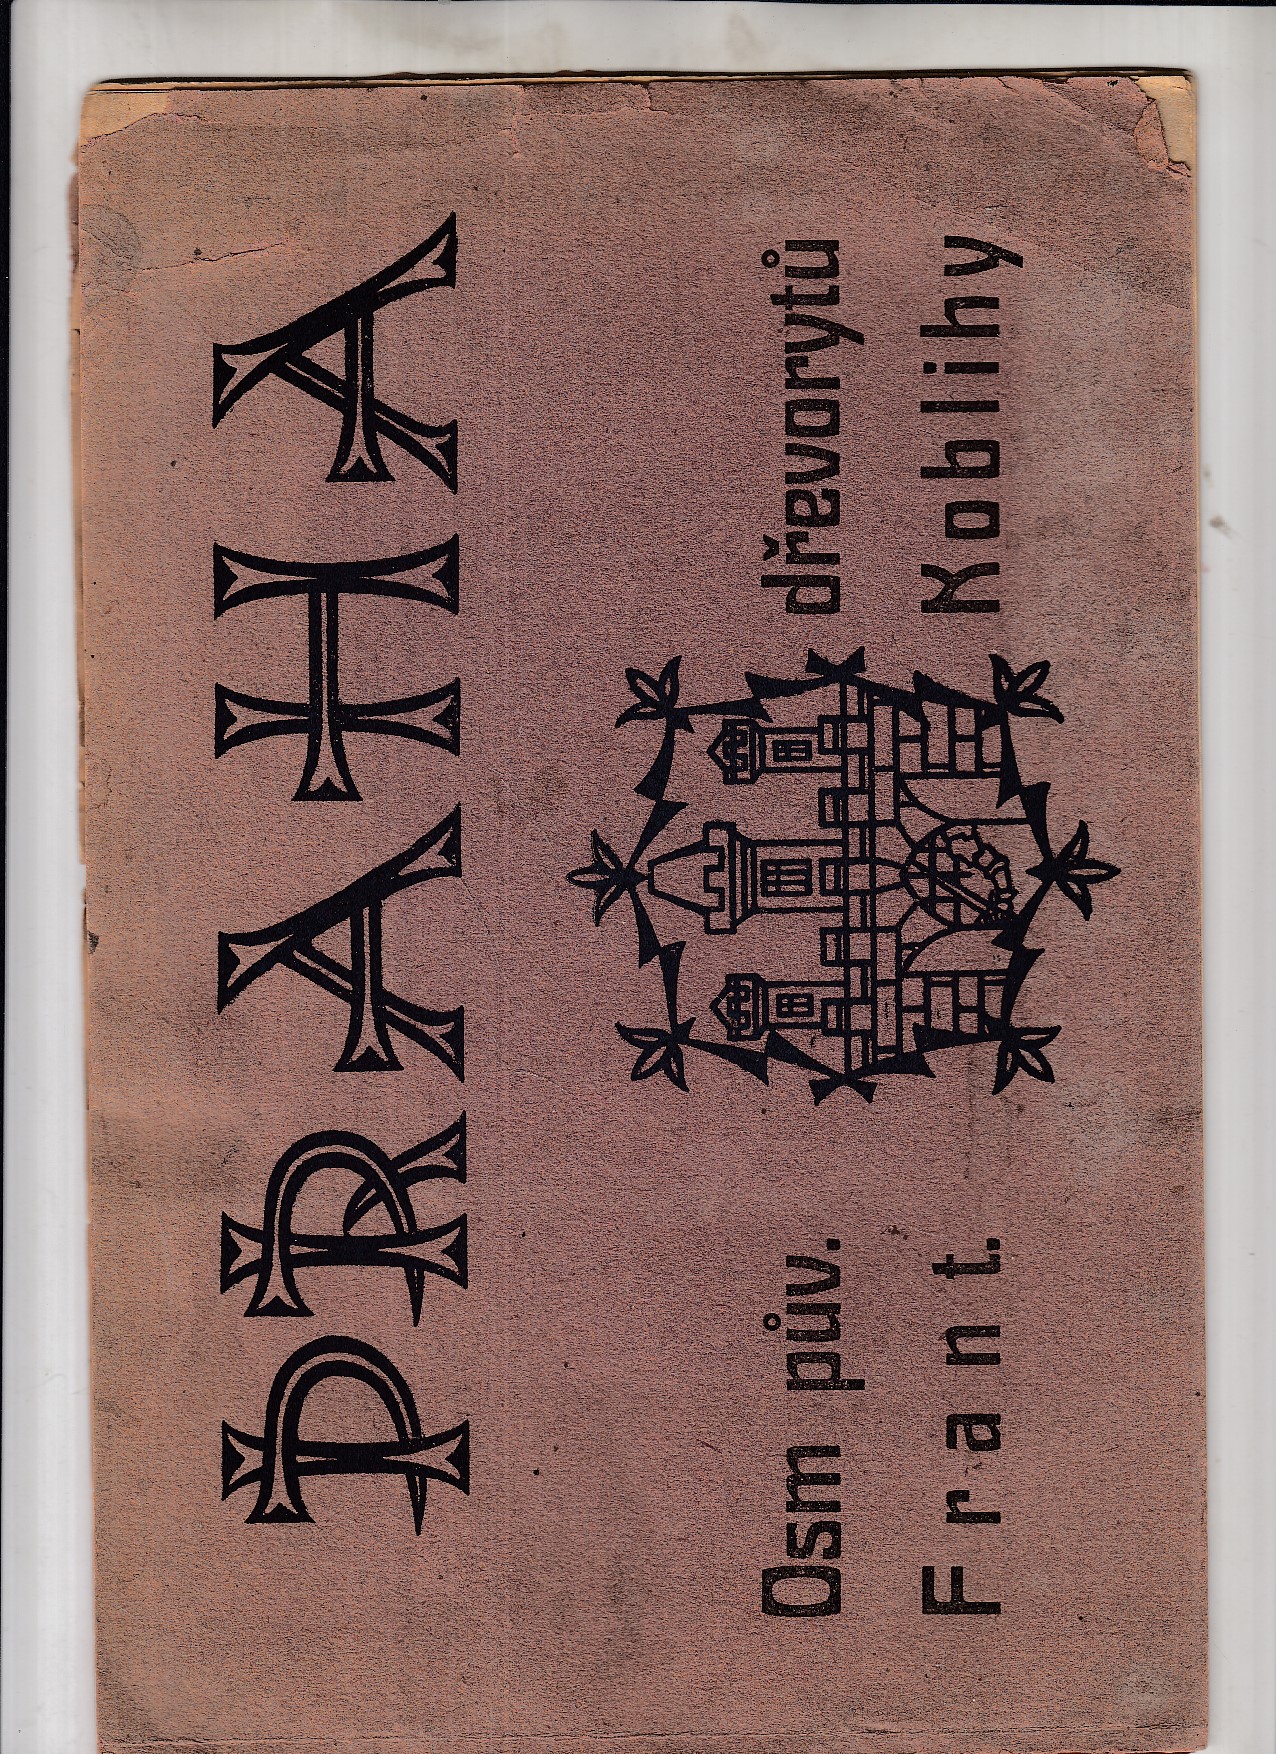 PRAHA
Osm pův. dřevorytů
Frant. Koblihy